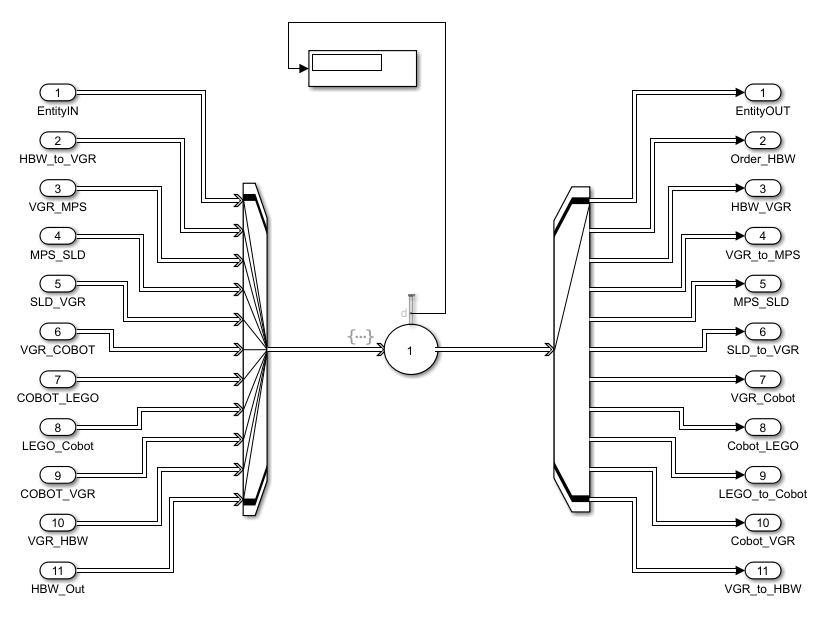 1
EntityIN
2
HBW_to_VGR
3
VGR_MPS
4
MPS_SLD
5
SLD_VGR
6
VGR_COBOT
7
COBOT_LEGO
8
LEGO_Cobot
9
COBOT_VGR
10
VGR_HBW
11
HBW_Out
{...}
d
1
1
EntityOUT
2
Order_HBW
3
HBW_VGR
4
VGR_to_MPS
5
MPS_SLD
6
SLD_to_VGR
7
VGR_Cobot
8
Cobot_LEGO
9
LEGO_to_Cobot
10
Cobot_VGR
11
VGR_to_HBW